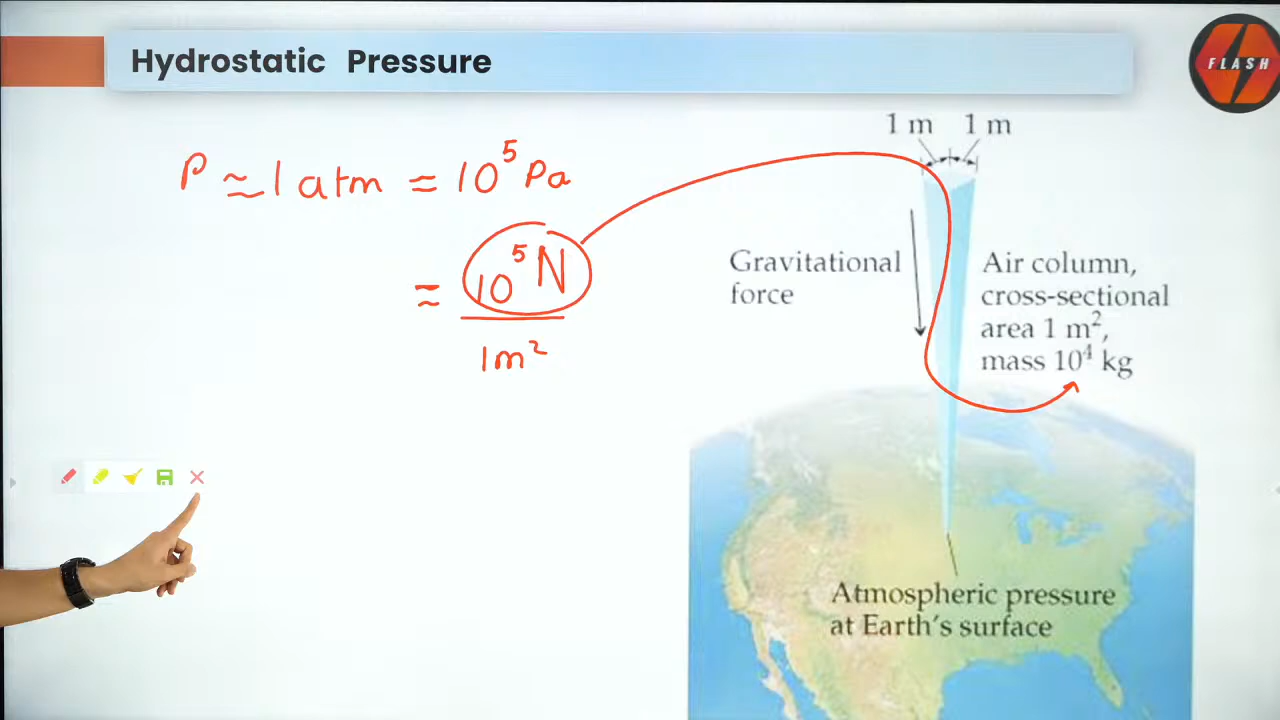 Hydrostatic Pressure
FLASH
P ≃ 1 atm ≈ 10⁵ Pa
≈ 10⁵ N
1m²
1 m 1 m
Gravitational
force
Air column,
cross-sectional
area 1 m²,
mass 10⁴ kg
Atmospheric pressure
at Earth's surface